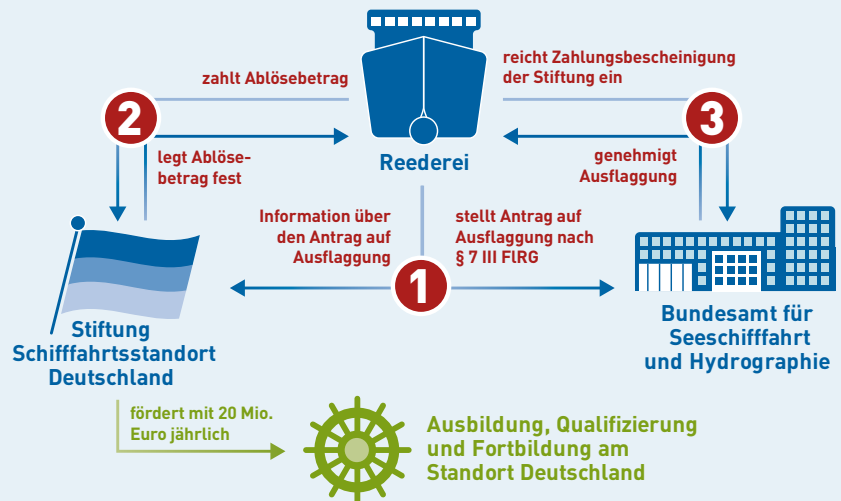 zahlt Ablösebetrag
reicht Zahlungsbescheinigung
der Stiftung ein
2
3
legt Ablöse-
betrag fest
Reederei
genehmigt
Ausflaggung
Information über
den Antrag auf
Ausflaggung
stellt Antrag auf
Ausflaggung nach
§ 7 III FlRG
1
Stiftung
Schifffahrtsstandort
Deutschland
Bundesamt für
Seeschifffahrt
und Hydrographie
fördert mit 20 Mio.
Euro jährlich
Ausbildung, Qualifizierung
und Fortbildung am
Standort Deutschland